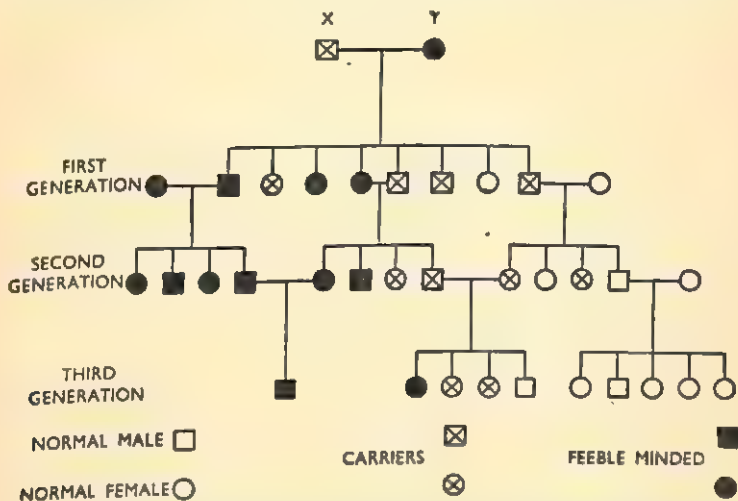 X Y
FIRST
GENERATION
SECOND
GENERATION
THIRD
GENERATION
NORMAL MALE
CARRIERS
FEEBLE MINDED
NORMAL FEMALE